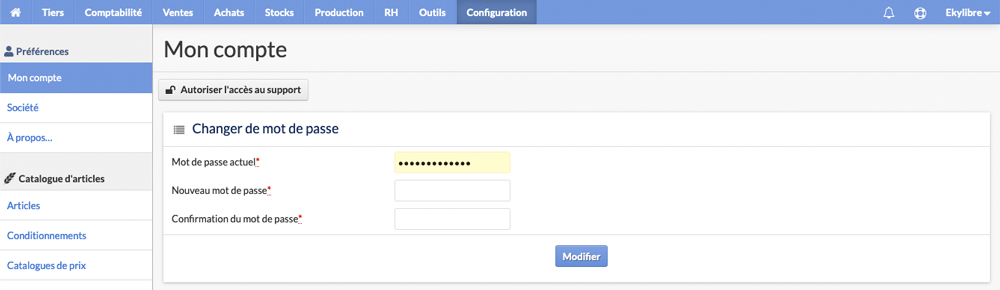 Tiers Comptabilité Ventes Achats Stocks Production RH Outils Configuration Ekylibre
Préférences
Mon compte
Société
À propos...
Catalogue d'articles
Articles
Conditionnements
Catalogues de prix
Mon compte
Autoriser l'accès au support
Changer de mot de passe
Mot de passe actuel*
Nouveau mot de passe*
Confirmation du mot de passe*
Modifier